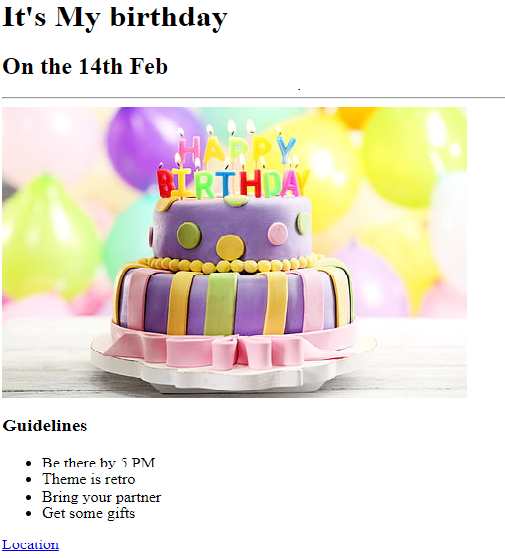 It's My birthday
On the 14th Feb
HAPPY
BIRTHDAY
Guidelines
Be there by 5 PM
Theme is retro
Bring your partner
Get some gifts
Location